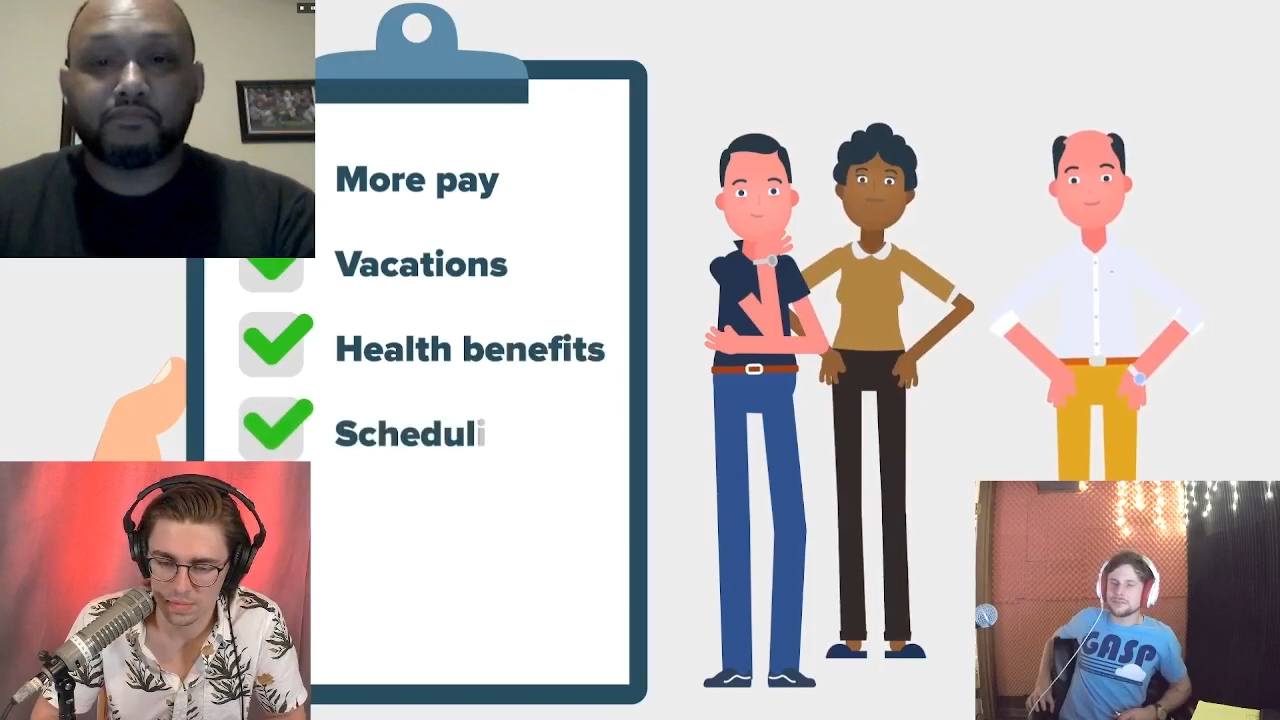 More pay
Vacations
Health benefits
Scheduli
GASP